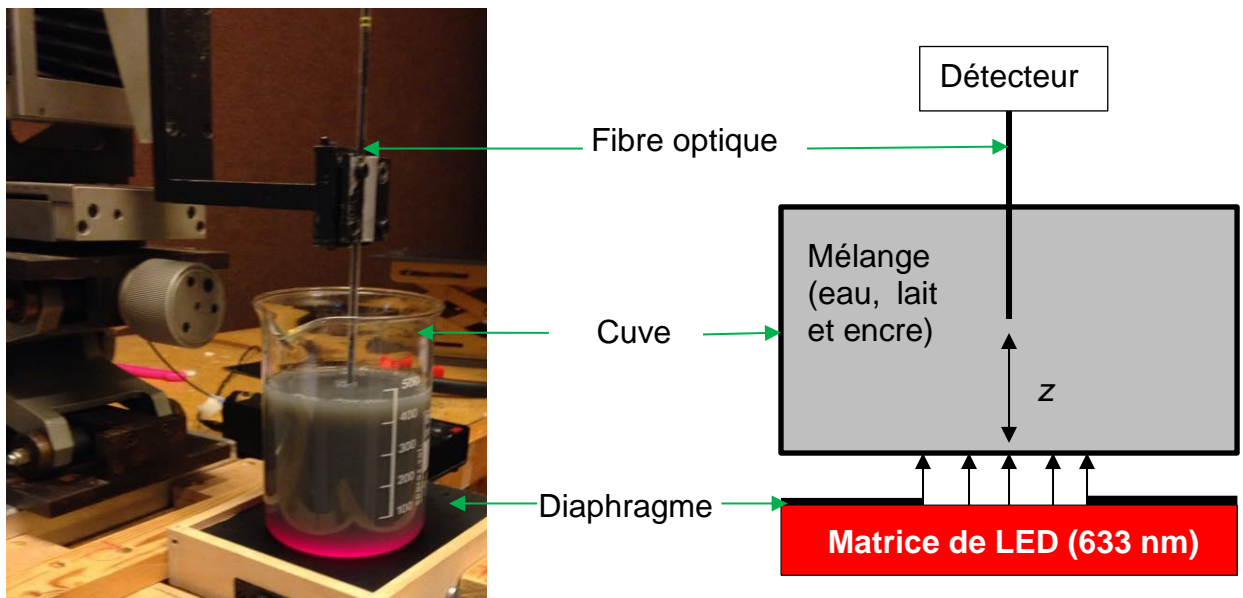 Détecteur
Fibre optique
Mélange
(eau, lait
et encre)
Cuve
z
500
400
300
200
100
Diaphragme
Matrice de LED (633 nm)